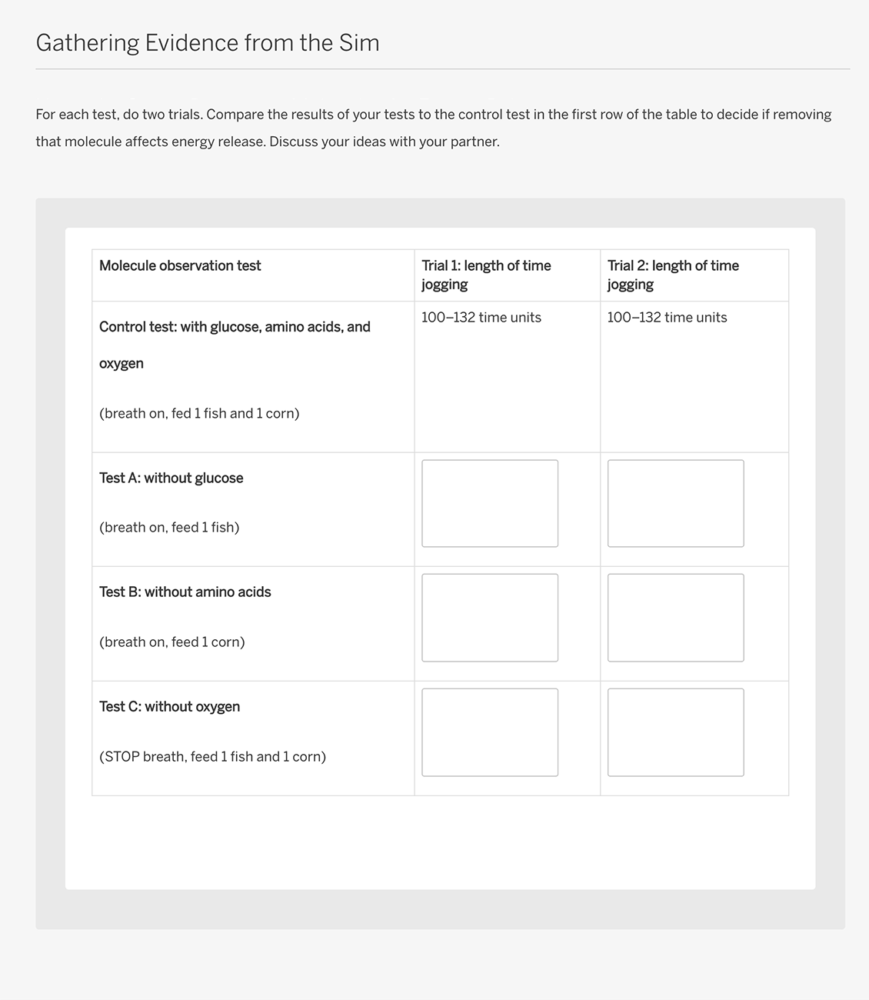 Gathering Evidence from the Sim
For each test, do two trials. Compare the results of your tests to the control test in the first row of the table to decide if removing
that molecule affects energy release. Discuss your ideas with your partner.
Molecule observation test
Trial 1: length of time
jogging
Trial 2: length of time
jogging
Control test: with glucose, amino acids, and
oxygen
(breath on, fed 1 fish and 1 corn)
100–132 time units
100–132 time units
Test A: without glucose
(breath on, feed 1 fish)
Test B: without amino acids
(breath on, feed 1 corn)
Test C: without oxygen
(STOP breath, feed 1 fish and 1 corn)